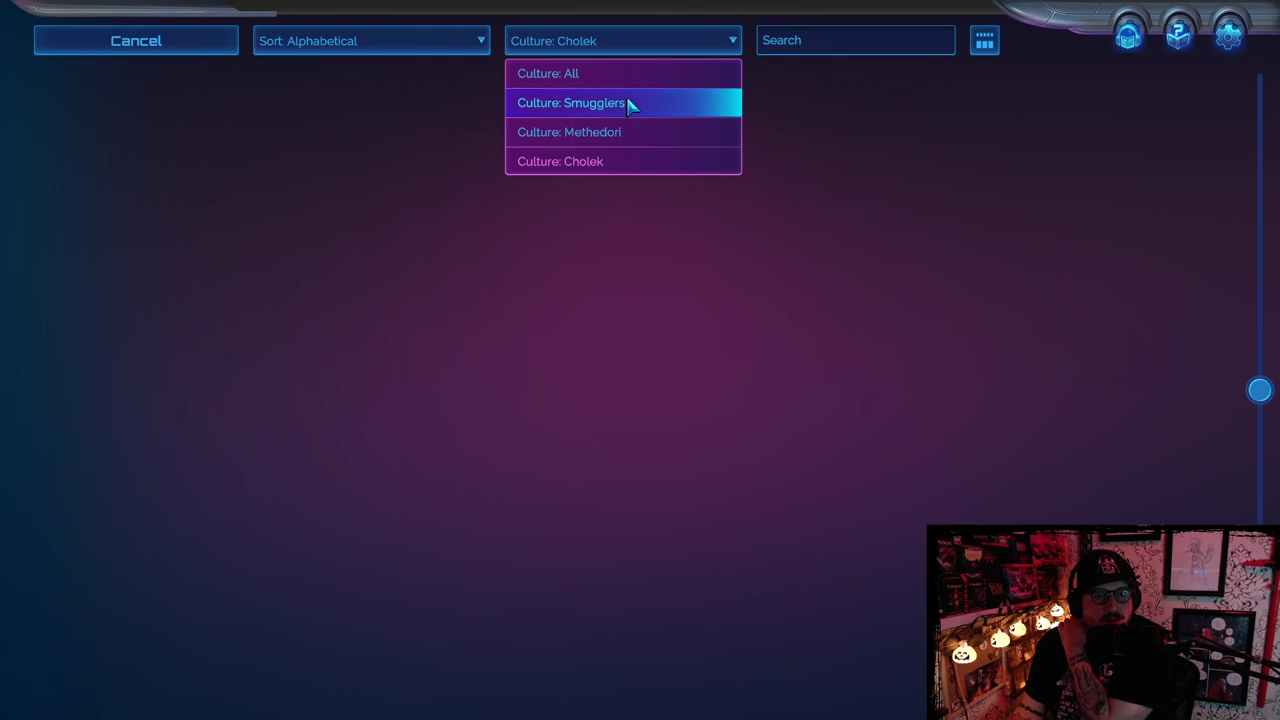 Cancel
Sort: Alphabetical
Culture: Cholek
Search
Culture: All
Culture: Smugglers
Culture: Methedori
Culture: Cholek